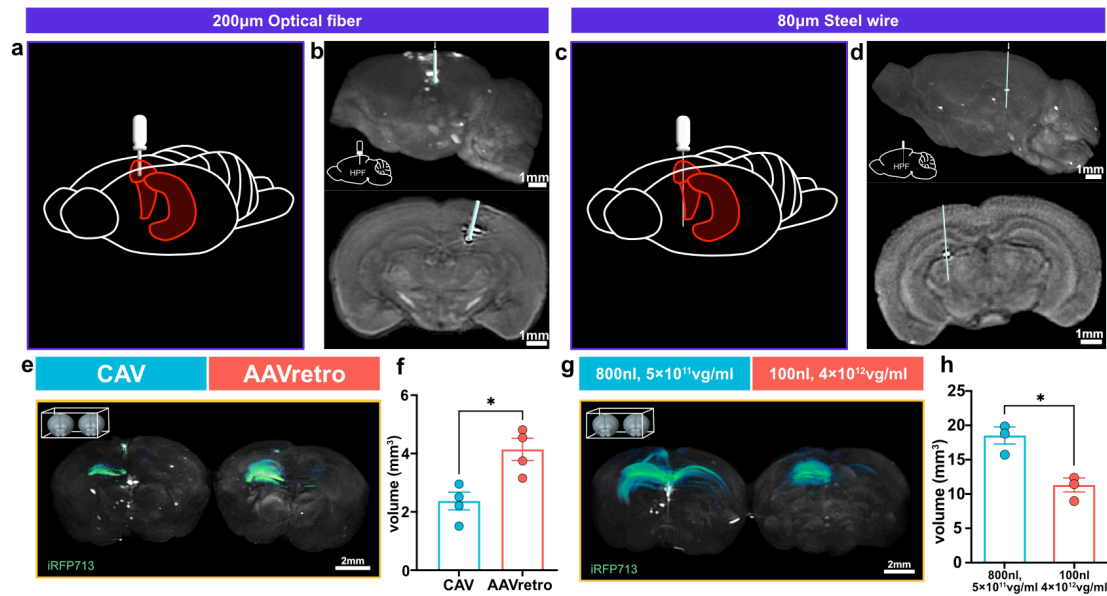 200µm Optical fiber
80µm Steel wire
a
b
c
d
HPF
1mm
1mm
HPF
1mm
1mm
e
CAV
AAVretro
iRFP713
2mm
f
volume (mm³)
6
4
2
0
*
CAV
AAVretro
g
800nl, 5×10¹¹vg/ml
100nl, 4×10¹²vg/ml
iRFP713
2mm
h
volume (mm³)
25
20
15
10
5
0
*
800nl,
5×10¹¹vg/ml
100nl
4×10¹²vg/ml